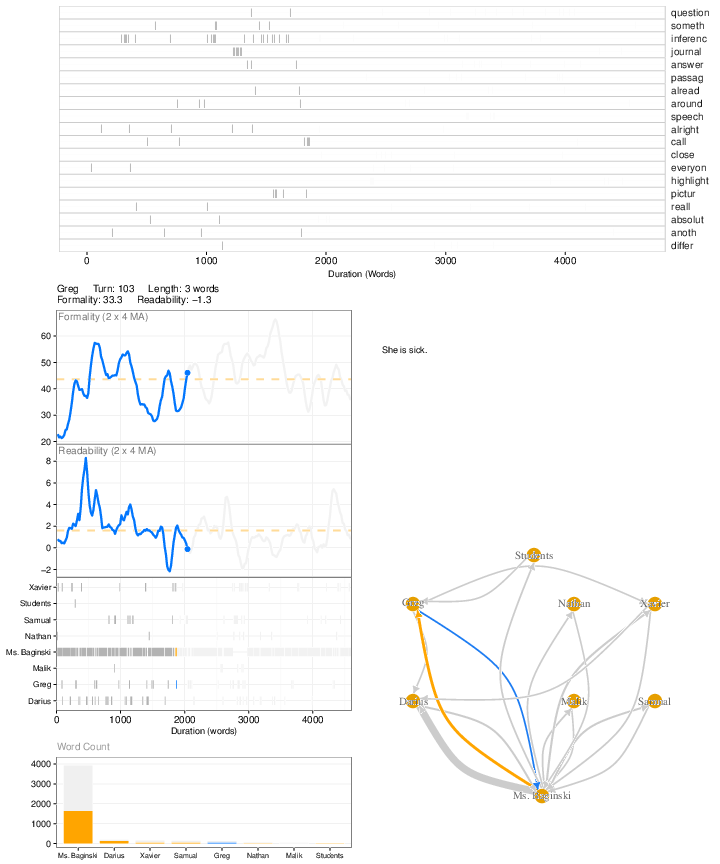 question
someth
inferenc
journal
answer
passag
alread
around
speech
alright
call
close
everyon
highlight
pictur
reall
absolut
anoth
differ
0 1000 2000 3000 4000
Duration (Words)
Greg Turn: 103 Length: 3 words
Formality: 33.3 Readability: −1.3
Formality (2 x 4 MA)
60
50
40
30
20
She is sick.
Readability (2 x 4 MA)
8
6
4
2
0
−2
Xavier
Students
Samual
Nathan
Ms. Baginski
Malik
Greg
Darius
0 1000 2000 3000 4000
Duration (words)
Students
Greg Nathan Xavier
Darius Malik Samual
Ms. Baginski
Word Count
4000
3000
2000
1000
0
Ms. Baginski Darius Xavier Samual Greg Nathan Malik Students